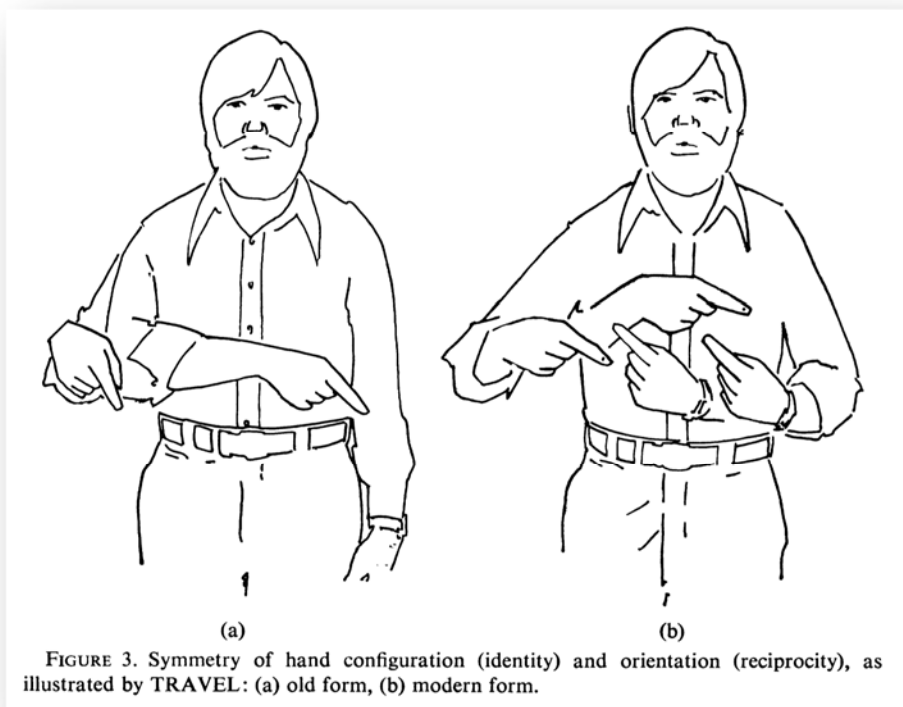 (a)
(b)
FIGURE 3. Symmetry of hand configuration (identity) and orientation (reciprocity), as
illustrated by TRAVEL: (a) old form, (b) modern form.